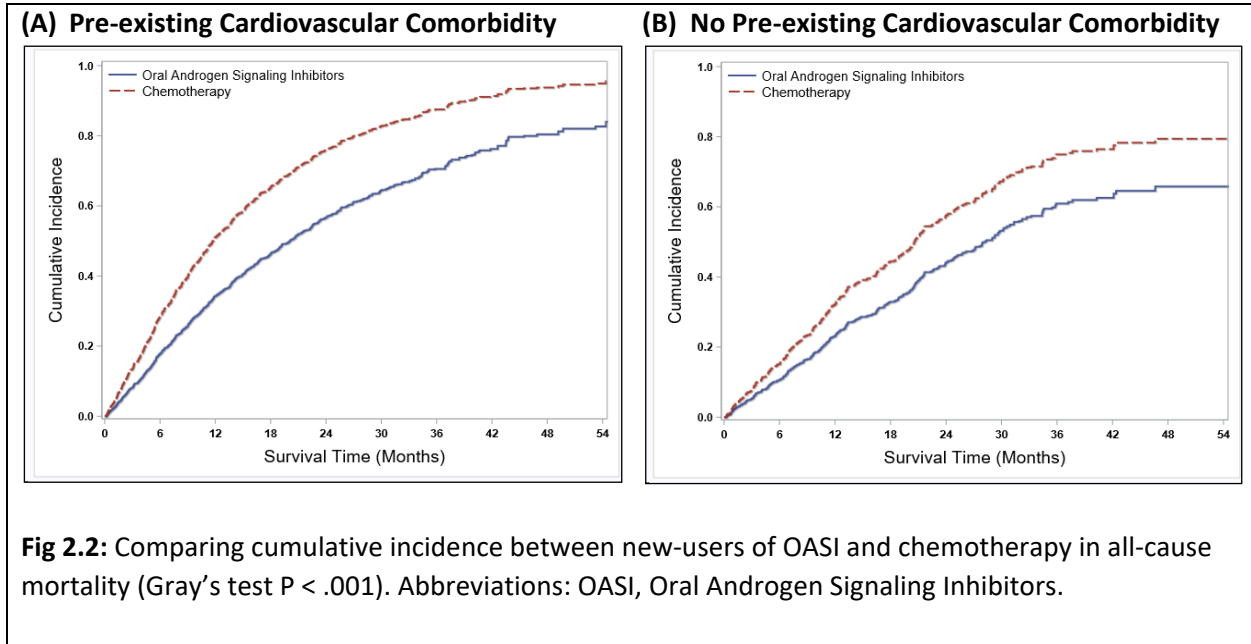 (A) Pre-existing Cardiovascular Comorbidity
(B) No Pre-existing Cardiovascular Comorbidity
Oral Androgen Signaling Inhibitors
Chemotherapy
Cumulative Incidence
1.0
0.8
0.6
0.4
0.2
0.0
0 6 12 18 24 30 36 42 48 54
Survival Time (Months)
Oral Androgen Signaling Inhibitors
Chemotherapy
Cumulative Incidence
1.0
0.8
0.6
0.4
0.2
0.0
0 6 12 18 24 30 36 42 48 54
Survival Time (Months)
Fig 2.2: Comparing cumulative incidence between new-users of OASI and chemotherapy in all-cause
mortality (Gray’s test P < .001). Abbreviations: OASI, Oral Androgen Signaling Inhibitors.